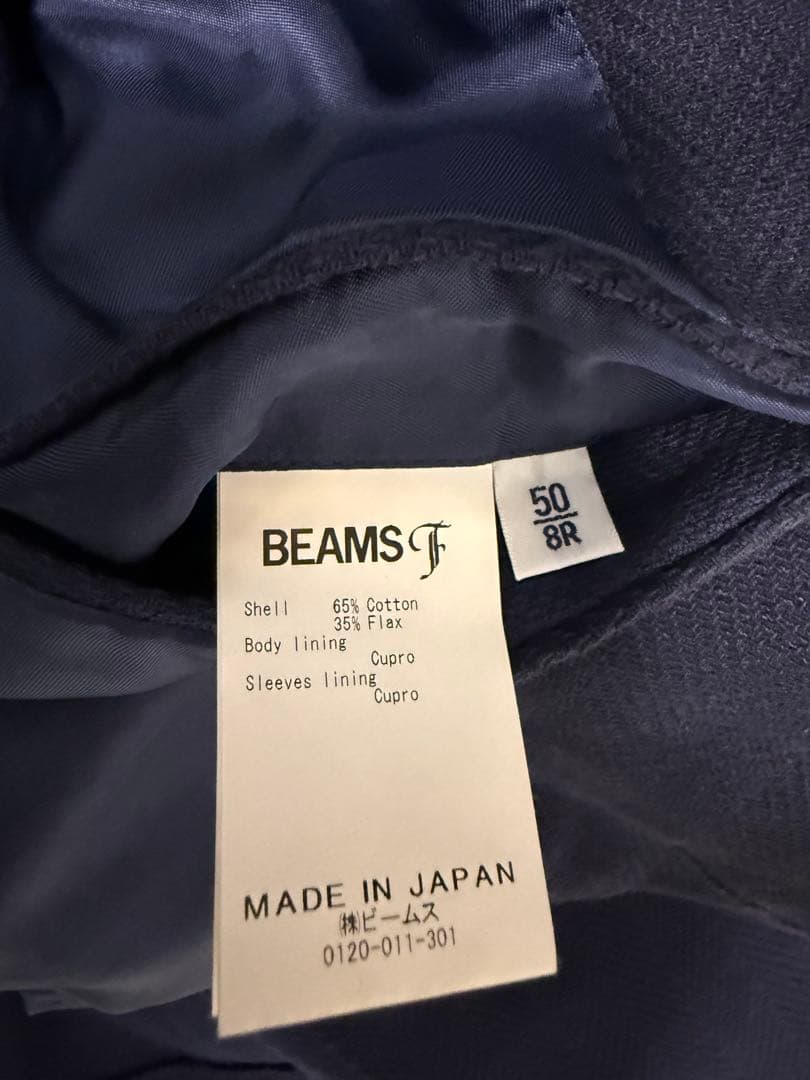 BEAMS F
50
8R
Shell 65% Cotton
35% Flax
Body lining
Cupro
Sleeves lining
Cupro
MADE IN JAPAN
㈱ビームス
0120-011-301